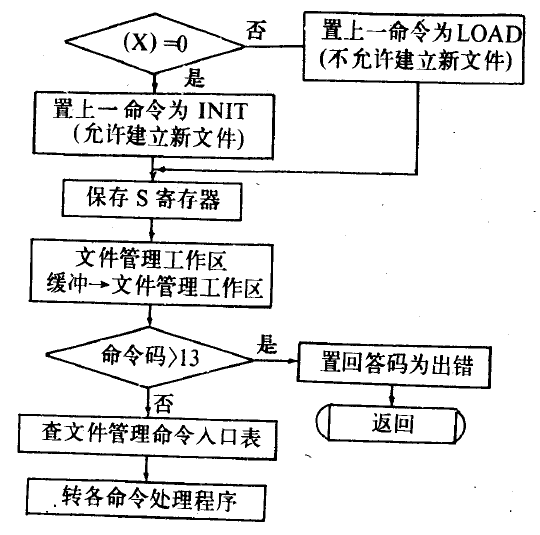 (X)=0
否
置上一命令为LOAD
(不允许建立新文件)
是
置上一命令为 INIT
(允许建立新文件)
保存 S 寄存器
文件管理工作区
缓冲→文件管理工作区
命令码>13
是
置回答码为出错
否
返回
查文件管理命令入口表
转各命令处理程序